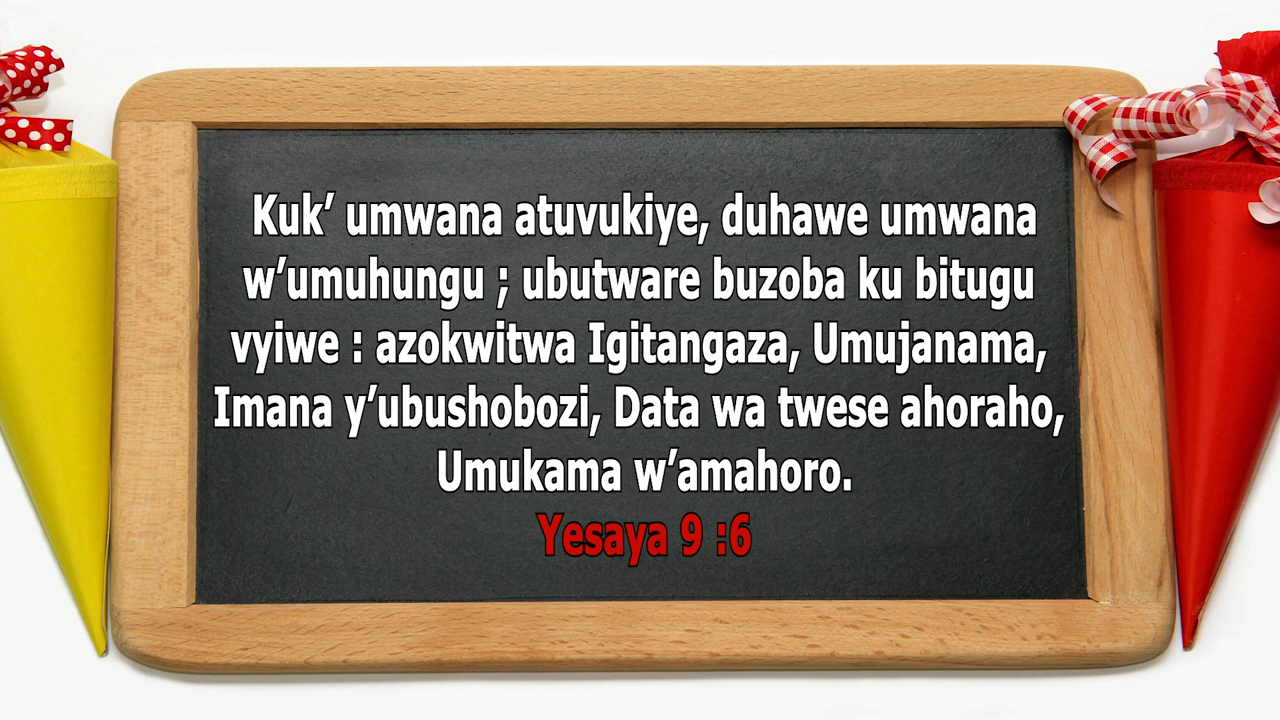 Kuk’ umwana atuvukiye, duhawe umwana
w’umuhungu ; ubutware buzoba ku bitugu
vyiwe : azokwitwa Igitangaza, Umujanama,
Imana y’ubushobozi, Data wa twese ahoraho,
Umukama w’amahoro.
Yesaya 9 :6